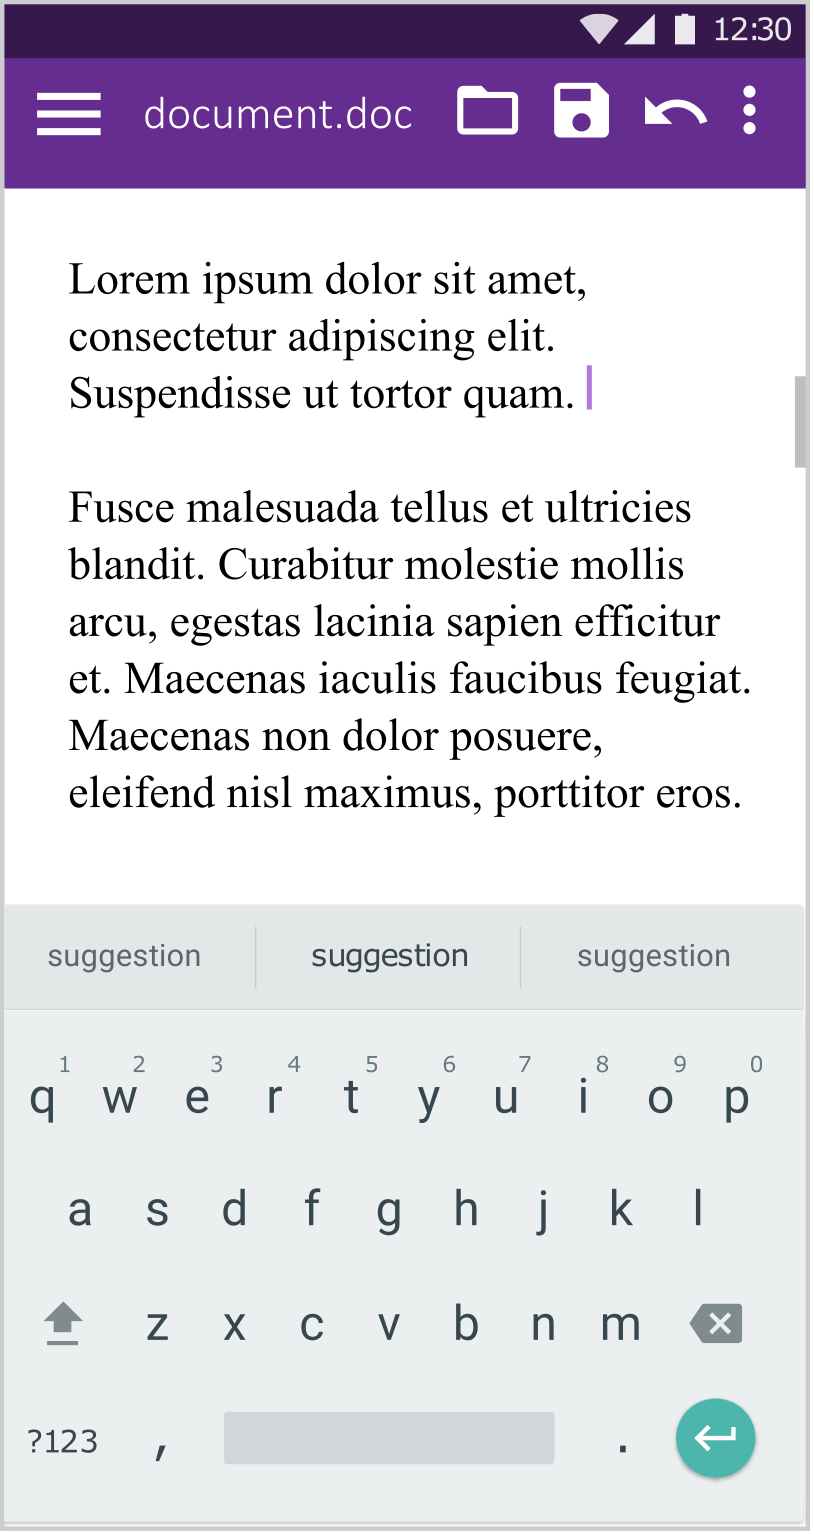 12:30
document.doc
Lorem ipsum dolor sit amet,
consectetur adipiscing elit.
Suspendisse ut tortor quam.
Fusce malesuada tellus et ultricies
blandit. Curabitur molestie mollis
arcu, egestas lacinia sapien efficitur
et. Maecenas iaculis faucibus feugiat.
Maecenas non dolor posuere,
eleifend nisl maximus, porttitor eros.
suggestion suggestion suggestion
1 2 3 4 5 6 7 8 9 0
q w e r t y u i o p
a s d f g h j k l
z x c v b n m
?123 , .